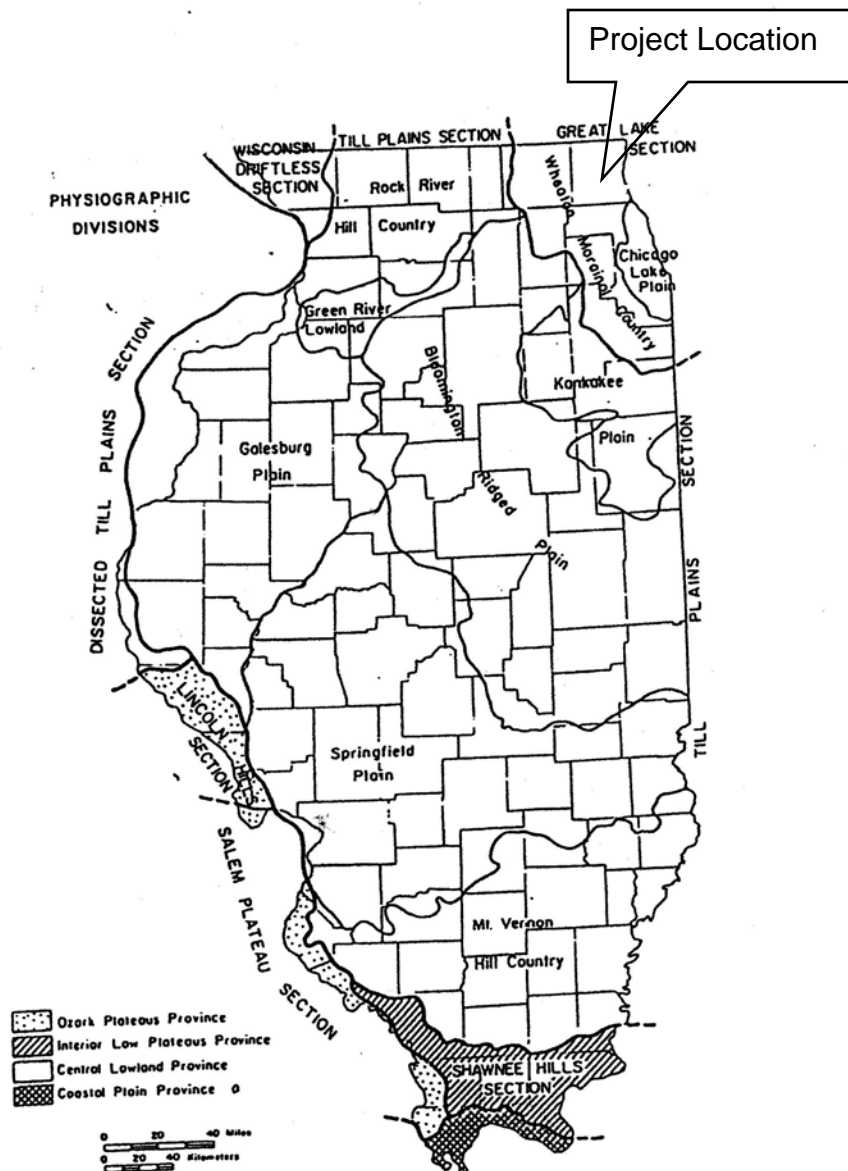 Project Location
WISCONSIN
DRIFTLESS
SECTION
TILL PLAINS SECTION
GREAT LAKE
SECTION
PHYSIOGRAPHIC
DIVISIONS
Rock River
Hill Country
Wheaton
Morainal
Country
Chicago
Lake
Plain
Green River
Lowland
Bloomington
Ridged
Plain
Kankakee
Plain
Galesburg
Plain
DISSECTED TILL PLAINS SECTION
TILL PLAINS SECTION
LINCOLN HILLS
SECTION
Springfield
Plain
SALEM PLATEAU SECTION
Mt. Vernon
Hill Country
SHAWNEE HILLS
SECTION
Ozark Plateous Province
Interior Low Plateous Province
Central Lowland Province
Coastal Plain Province
0 20 40 Miles
0 20 40 Kilometers